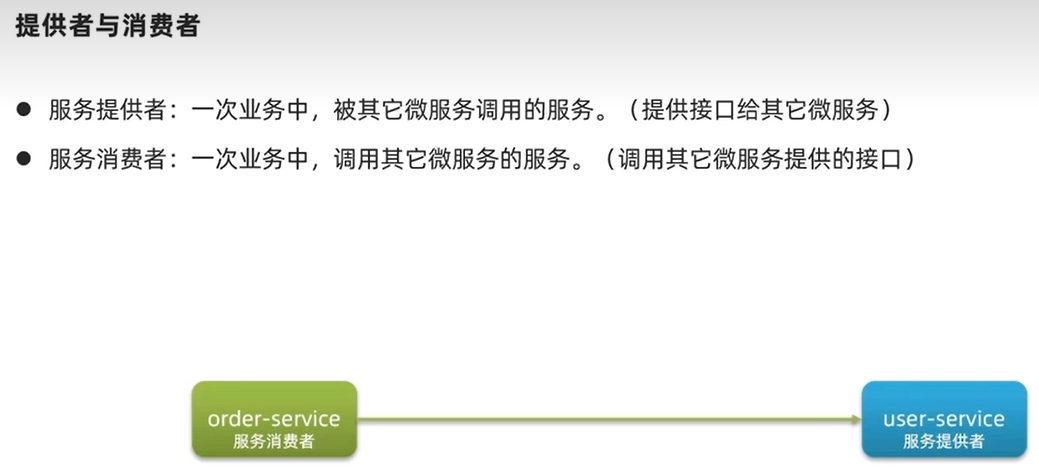 提供者与消费者
● 服务提供者：一次业务中，被其它微服务调用的服务。（提供接口给其它微服务）
● 服务消费者：一次业务中，调用其它微服务的服务。（调用其它微服务提供的接口）
order-service
服务消费者
user-service
服务提供者